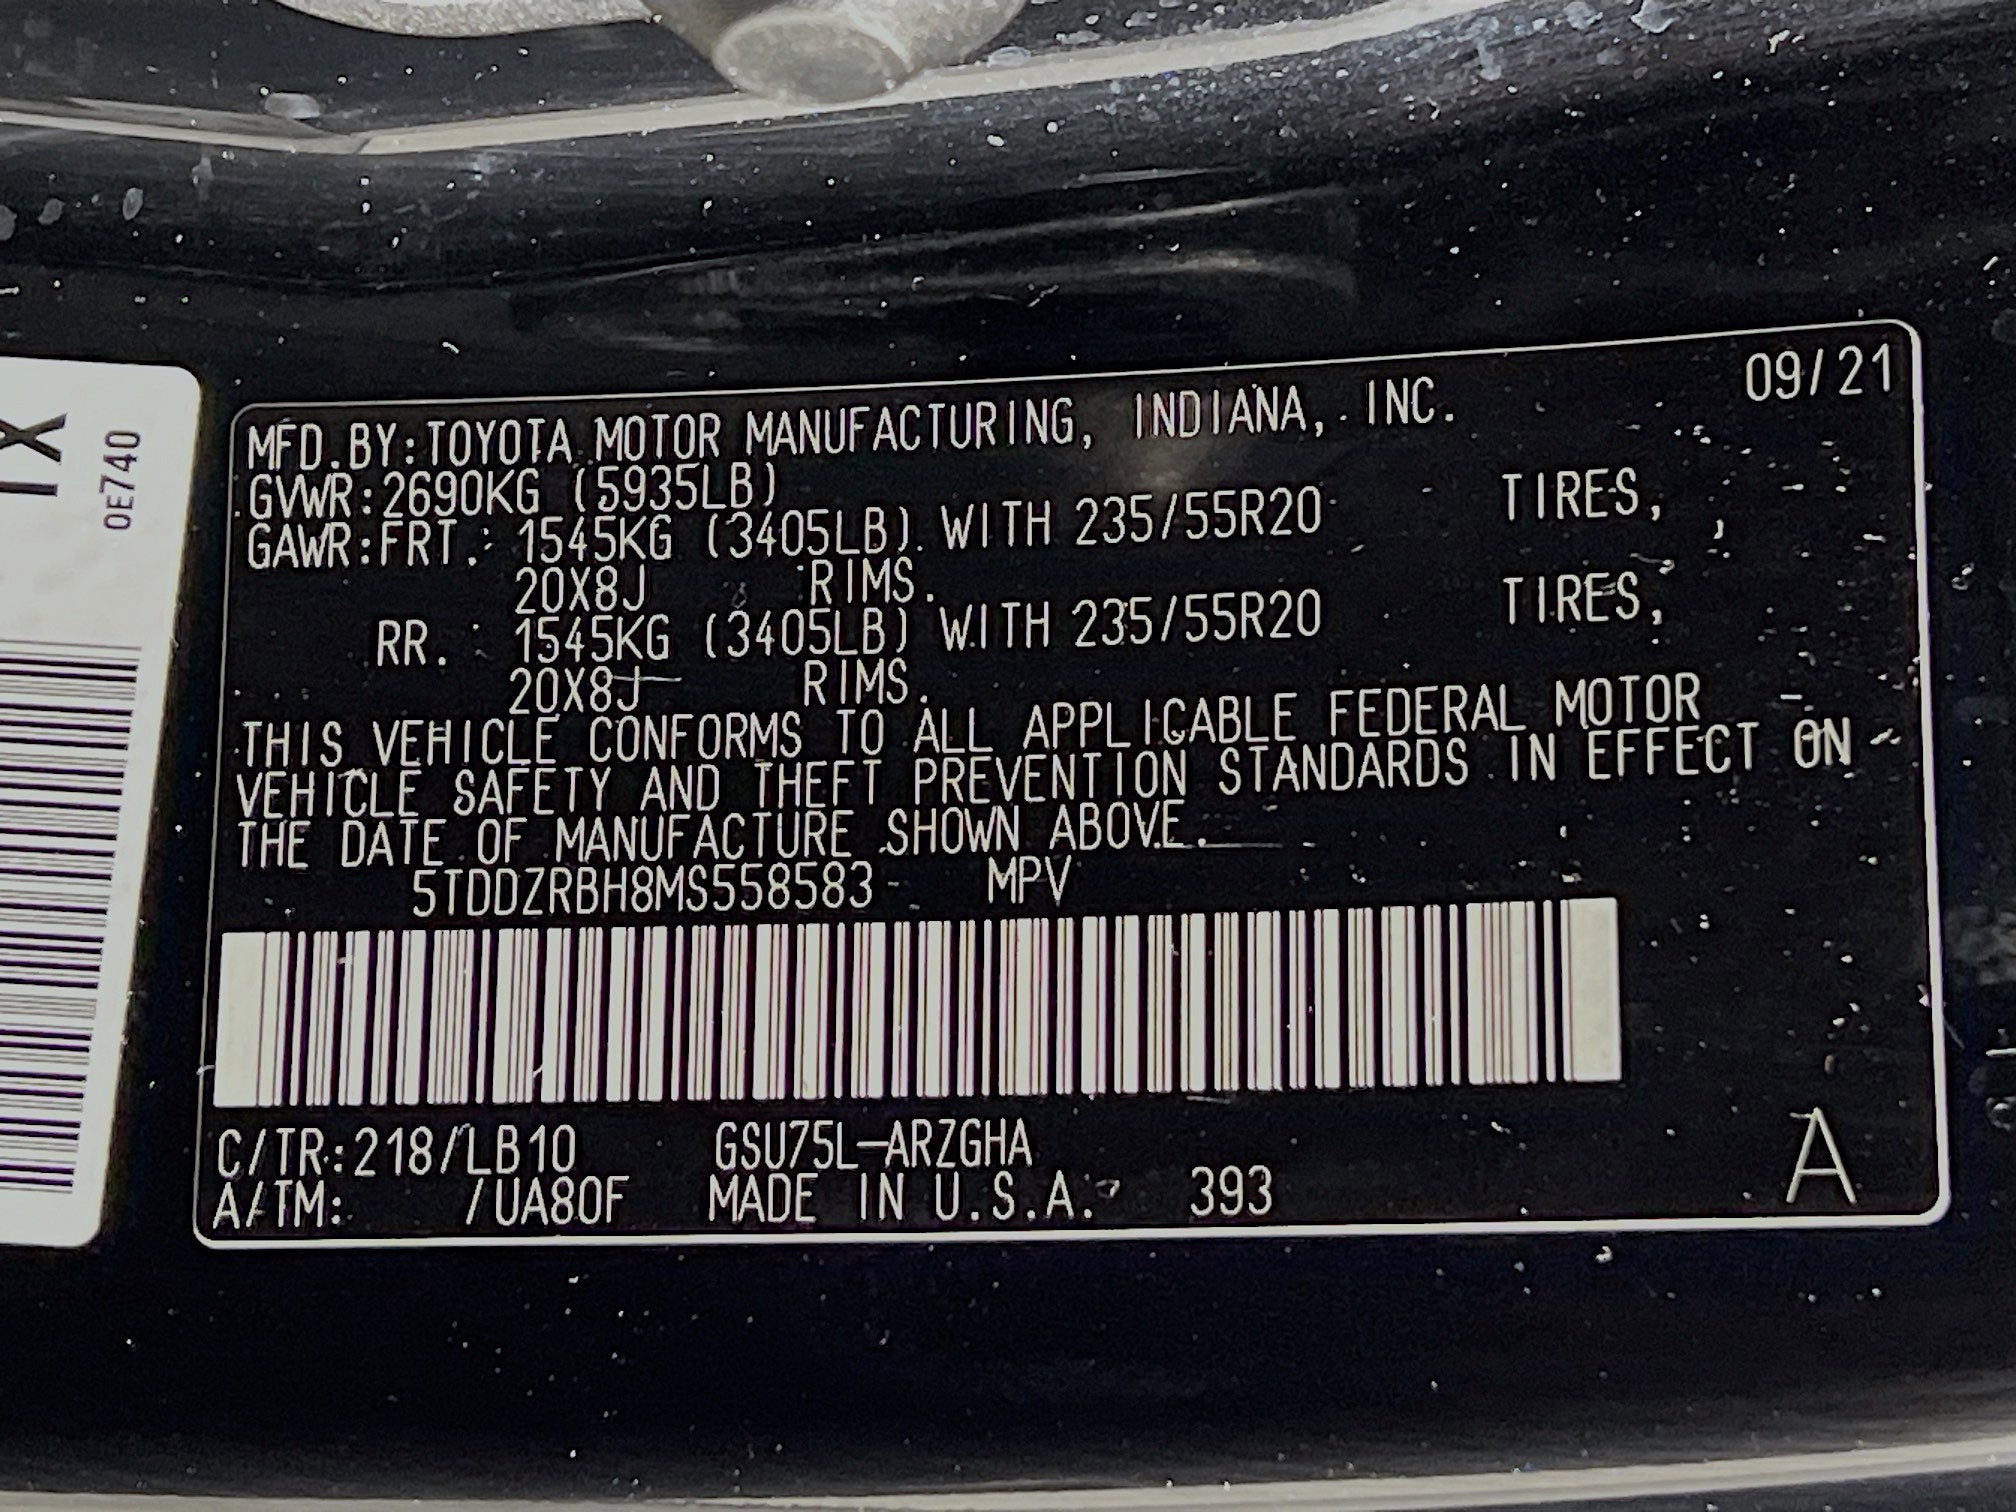 TX
0E740
09/21
MFD.BY:TOYOTA MOTOR MANUFACTURING, INDIANA, INC.
GVWR:2690KG (5935LB)
GAWR:FRT.: 1545KG (3405LB) WITH 235/55R20 TIRES,
20X8J RIMS.
RR. : 1545KG (3405LB) WITH 235/55R20 TIRES,
20X8J RIMS.
THIS VEHICLE CONFORMS TO ALL APPLICABLE FEDERAL MOTOR
VEHICLE SAFETY AND THEFT PREVENTION STANDARDS IN EFFECT ON
THE DATE OF MANUFACTURE SHOWN ABOVE.
5TDDZRBH8MS558583 MPV
C/TR:218/LB10 GSU75L-ARZGHA
A/TM: /UA80F MADE IN U.S.A. 393
A